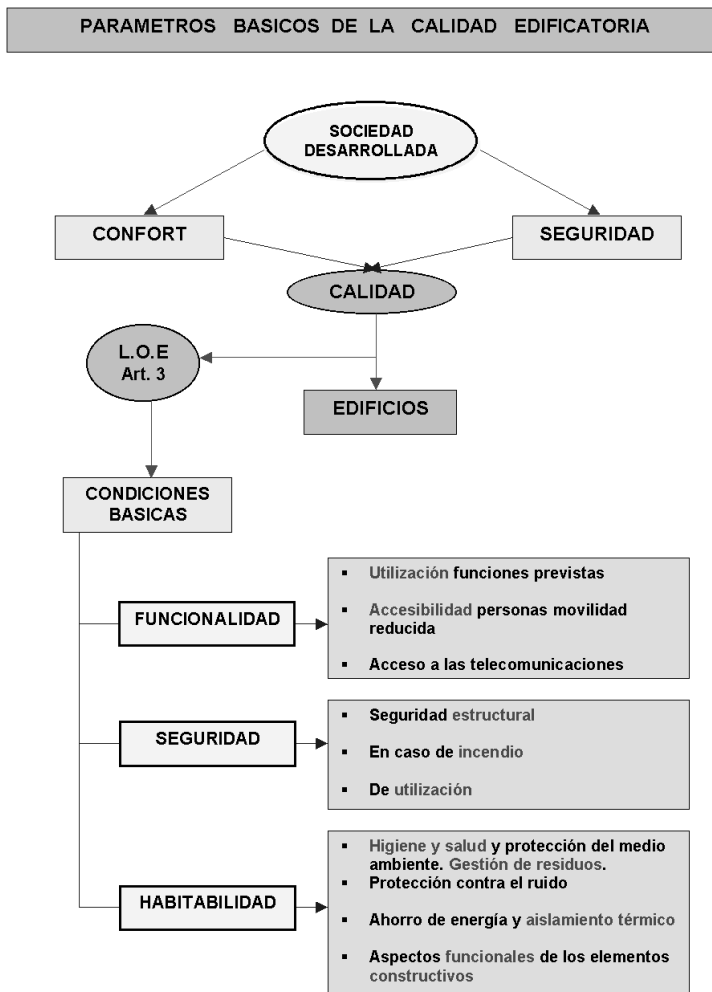 PARAMETROS BASICOS DE LA CALIDAD EDIFICATORIA
SOCIEDAD
DESARROLLADA
CONFORT
SEGURIDAD
CALIDAD
L.O.E
Art. 3
EDIFICIOS
CONDICIONES
BASICAS
FUNCIONALIDAD
▪ Utilización funciones previstas
▪ Accesibilidad personas movilidad
reducida
▪ Acceso a las telecomunicaciones
SEGURIDAD
▪ Seguridad estructural
▪ En caso de incendio
▪ De utilización
HABITABILIDAD
▪ Higiene y salud y protección del medio
ambiente. Gestión de residuos.
▪ Protección contra el ruido
▪ Ahorro de energía y aislamiento térmico
▪ Aspectos funcionales de los elementos
constructivos